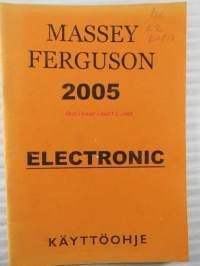 MASSEY
FERGUSON
2005
ELECTRONIC
KÄYTTÖOHJE